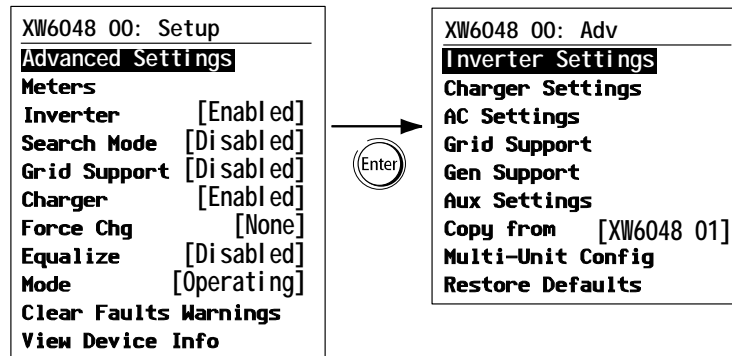 XW6048 00: Setup
Advanced Settings
Meters
Inverter [Enabled]
Search Mode [Disabled]
Grid Support [Disabled]
Charger [Enabled]
Force Chg [None]
Equalize [Disabled]
Mode [Operating]
Clear Faults Warnings
View Device Info
Enter
XW6048 00: Adv
Inverter Settings
Charger Settings
AC Settings
Grid Support
Gen Support
Aux Settings
Copy from [XW6048 01]
Multi-Unit Config
Restore Defaults